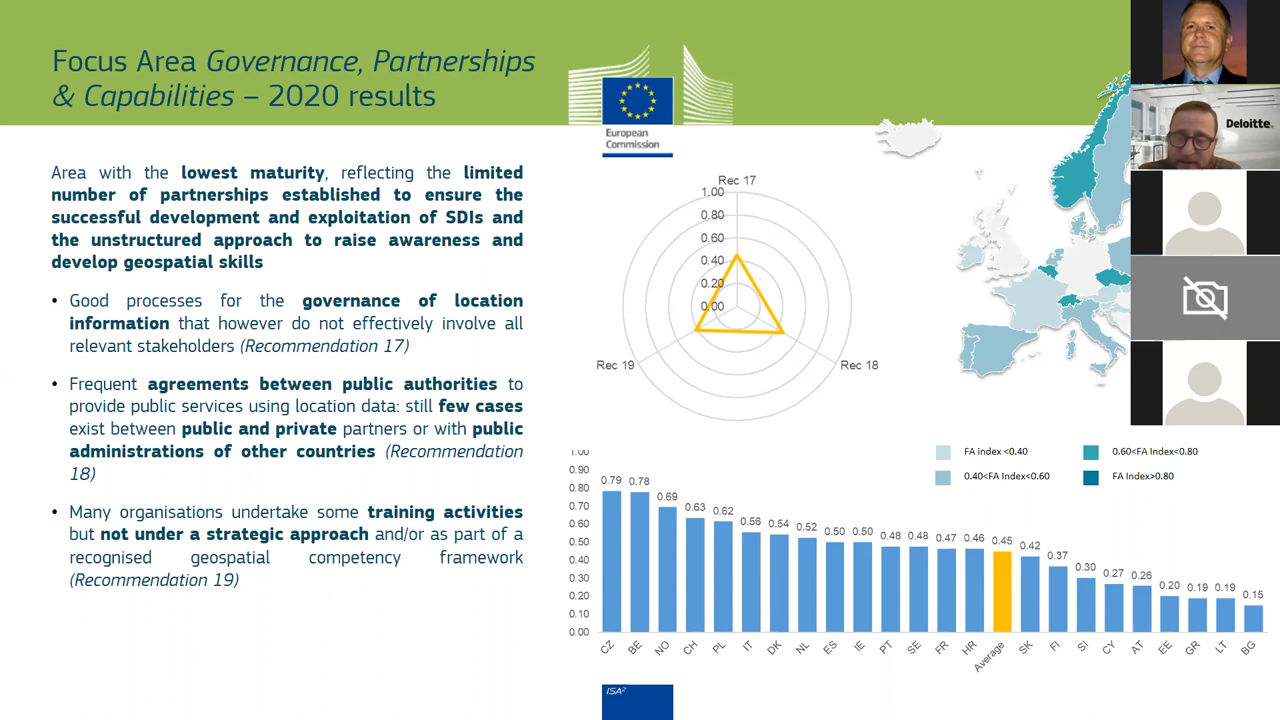 Focus Area Governance, Partnerships
& Capabilities – 2020 results
European
Commission
Deloitte.
Area with the lowest maturity, reflecting the limited
number of partnerships established to ensure the
successful development and exploitation of SDIs and
the unstructured approach to raise awareness and
develop geospatial skills
• Good processes for the governance of location
information that however do not effectively involve all
relevant stakeholders (Recommendation 17)
• Frequent agreements between public authorities to
provide public services using location data: still few cases
exist between public and private partners or with public
administrations of other countries (Recommendation
18)
• Many organisations undertake some training activities
but not under a strategic approach and/or as part of a
recognised geospatial competency framework
(Recommendation 19)
Rec 17
1.00
0.80
0.60
0.40
0.20
0.00
Rec 19
Rec 18
FA index <0.40
0.60<FA Index<0.80
0.40<FA Index<0.60
FA Index>0.80
1.00
0.90
0.80
0.70
0.60
0.50
0.40
0.30
0.20
0.10
0.00
0.79 0.78 0.69 0.63 0.62 0.56 0.54 0.52 0.50 0.50 0.48 0.48 0.47 0.46 0.45 0.42 0.37 0.30 0.27 0.26 0.20 0.19 0.19 0.15
CZ BE NO CH PL IT DK NL ES IE PT SE FR HR Average SK FI SI CY AT EE GR LT BG
ISA²